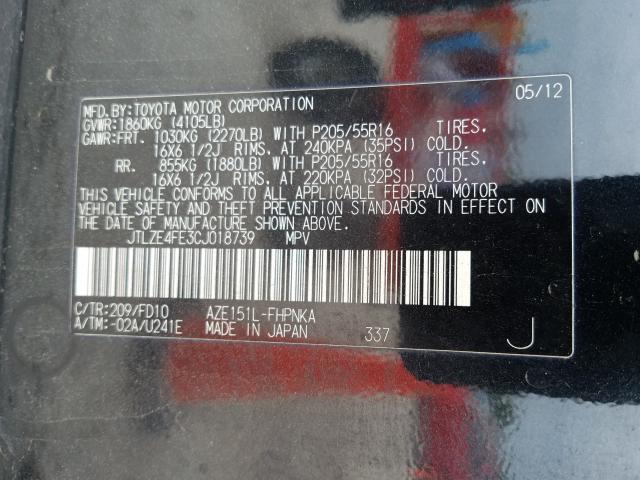 05/12
MFD.BY:TOYOTA MOTOR CORPORATION
GVWR:1860KG (4105LB)
GAWR:FRT. 1030KG (2270LB) WITH P205/55R16 TIRES,
16X6 1/2J RIMS, AT 240KPA (35PSI) COLD.
RR. 855KG (1880LB) WITH P205/55R16 TIRES,
16X6 1/2J RIMS, AT 220KPA (32PSI) COLD.
THIS VEHICLE CONFORMS TO ALL APPLICABLE FEDERAL MOTOR
VEHICLE SAFETY AND THEFT PREVENTION STANDARDS IN EFFECT ON
THE DATE OF MANUFACTURE SHOWN ABOVE.
JTLZE4FE3CJ018739 MPV
C/TR:209/FD10 AZE151L-FHPNKA
A/TM:-02A/U241E MADE IN JAPAN 337 J